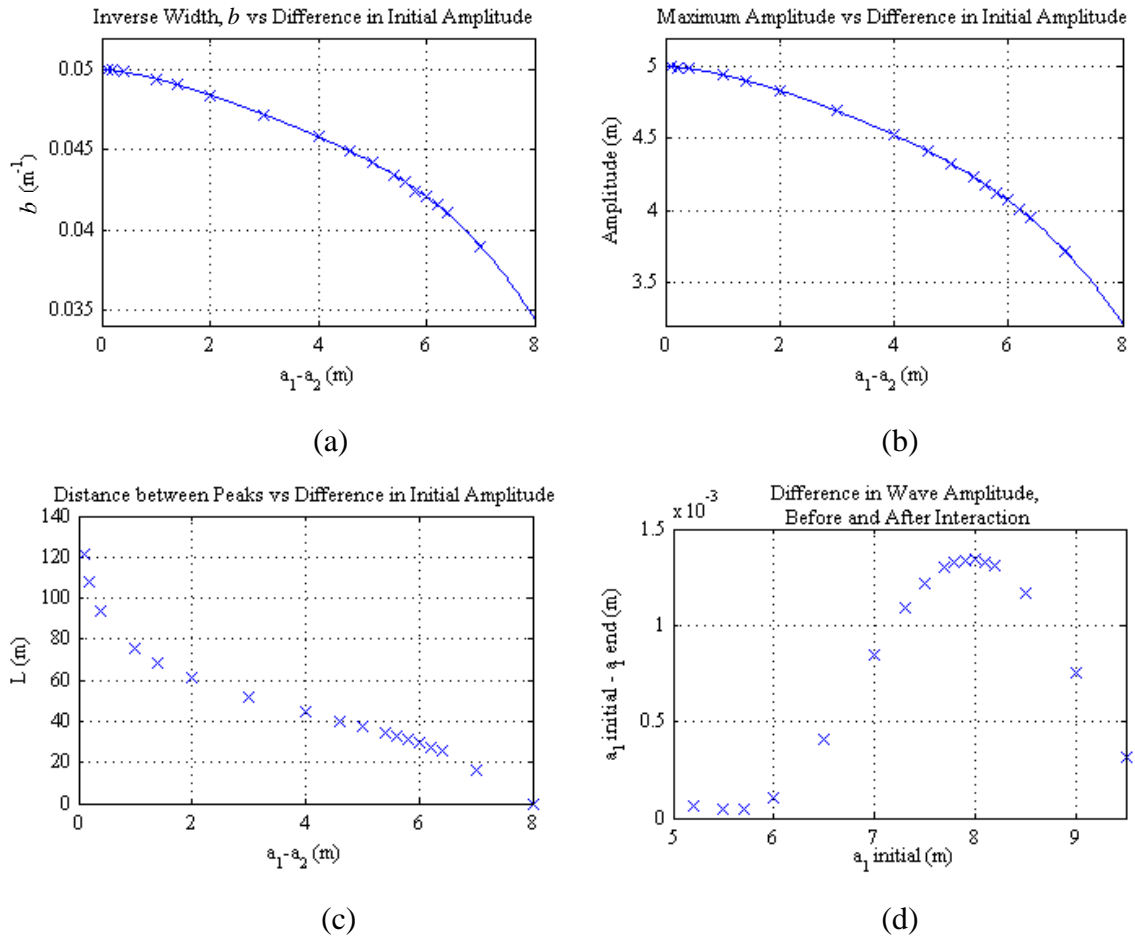 Inverse Width, b vs Difference in Initial Amplitude
b (m⁻¹)
0.05
0.045
0.04
0.035
0 2 4 6 8
a₁-a₂ (m)
(a)
Maximum Amplitude vs Difference in Initial Amplitude
Amplitude (m)
5
4.5
4
3.5
0 2 4 6 8
a₁-a₂ (m)
(b)
Distance between Peaks vs Difference in Initial Amplitude
L (m)
140
120
100
80
60
40
20
0
0 2 4 6 8
a₁-a₂ (m)
(c)
Difference in Wave Amplitude,
Before and After Interaction
x 10⁻³
a₁ initial - a₁ end (m)
1.5
1
0.5
0
5 6 7 8 9
a₁ initial (m)
(d)